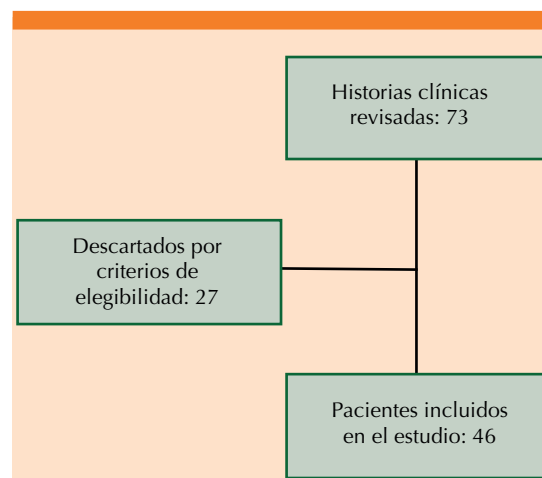 Historias clínicas
revisadas: 73
Descartados por
criterios de
elegibilidad: 27
Pacientes incluidos
en el estudio: 46